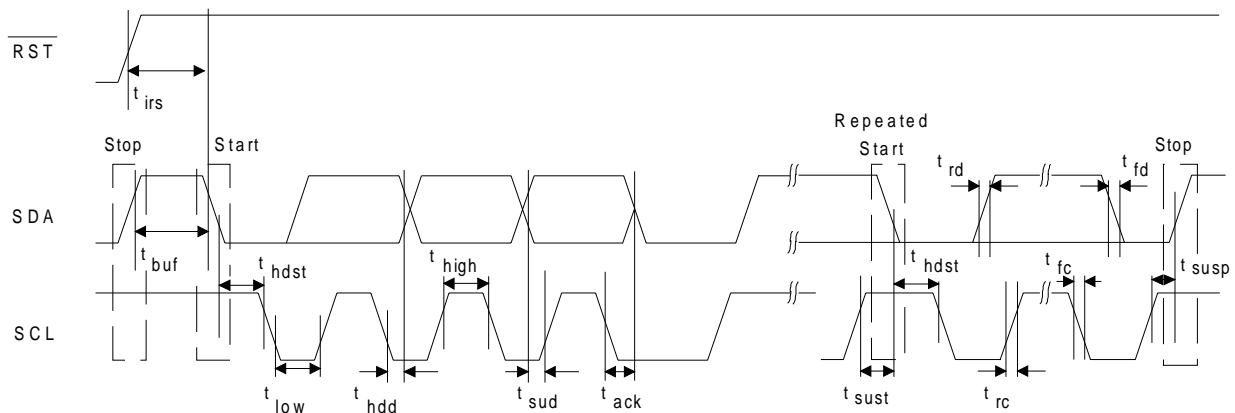 RST
t irs
Repeated
Stop Start Start Stop
t rd t fd
SDA
t buf t hdst t high t hdst t fc t susp
SCL
t low t hdd t sud t ack t sust t rc